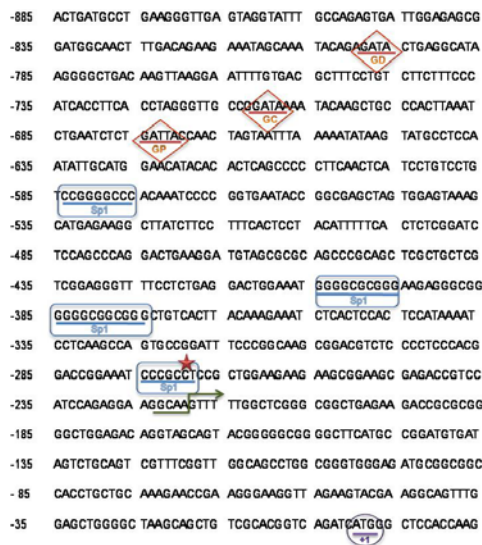 -885 ACTGATGCCT GAAGGGTTGA GTAGGTATTT GCCAGAGTGA TTGGAGAGCG
-835 GATGGCAACT TTGACAGAAG AAATAGCAAA TACAGAGATA CTGAGGCATA
GD
-785 AGGGGCTGAC AAGTTAAGGA ATTTTGTGAC GCTTTCCTGT CTTCTTTCCC
-735 ATCACCTTCA CCTAGGGTTG CCGGATAAAA TACAAGCTGC CCACTTAAAT
GC
-685 CTGAATCTCT GATTACCAAC TAGTAATTTA AAAATATAAG TATGCCTCCA
GP
-635 ATATTGCATG GAACATACAC ACTCAGCCCC CTTCAACTCA TCCTGTCCTG
-585 TCCGGGGCCC ACAAATCCCC GGTGAATACC GGCGAGCTAG TGGAGTAAAG
Sp1
-535 CATGAGAAGG CTTATCTTCC TTTCACTCCT ACATTTTTCA CTCTCGGATC
-485 TCCAGCCCAG GACTGAAGGA TGTAGCGCGC AGCCCGCAGC TCGCTGCTCG
-435 TCGGAGGGTT TTCCTCTGAG GACTGGAAAT GGGGCGCGGG AAGAGGGCGG
Sp1
-385 GGGGCGGCGG GCTGTCACTT ACAAAGAAAT CTCACTCCAC TCCATAAAAT
Sp1
-335 CCTCAAGCCA GTGCCGGATT TCCCGGCAAG CGGACGTCTC CCCTCCCACG
-285 GACCGGAAAT CCCGCCTCCG CTGGAAGAAG AAGCGGAAGC GAGACCGTCC
Sp1
-235 ATCCAGAGGA AGGCAAGTTT TTGGCTCGGG CGGCTGAGAA GACCGCGCGG
-185 GGCTGGAGAC AGGTAGCAGT ACGGGGGCGG GGCTTCATGC CGGATGTGAT
-135 AGTCTGCAGT CGTTTCGGTT GGCAGCCTGG CGGGTGGGAG ATGCGGCGGC
- 85 CACCTGCTGC AAAGAACCGA AGGGAAGGTT AGAAGTACGA AGGCAGTTTG
-35 GAGCTGGGGC TAAGCAGCTG TCGCACGGTC AGATCATGGG CTCCACCAAG
+1